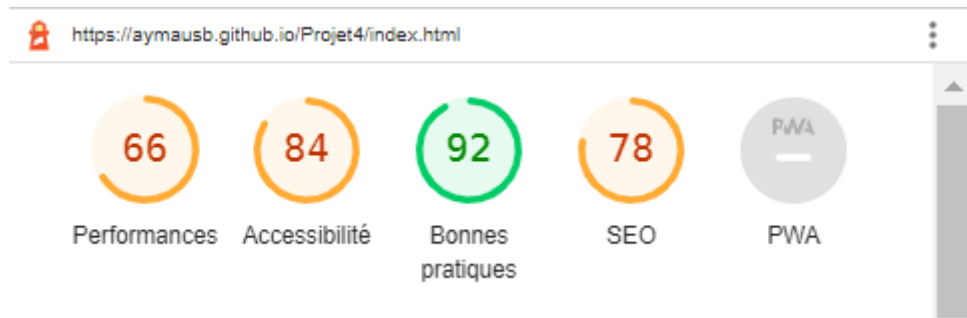 https://aymausb.github.io/Projet4/index.html
66
84
92
78
PWA
Performances
Accessibilité
Bonnes
pratiques
SEO
PWA